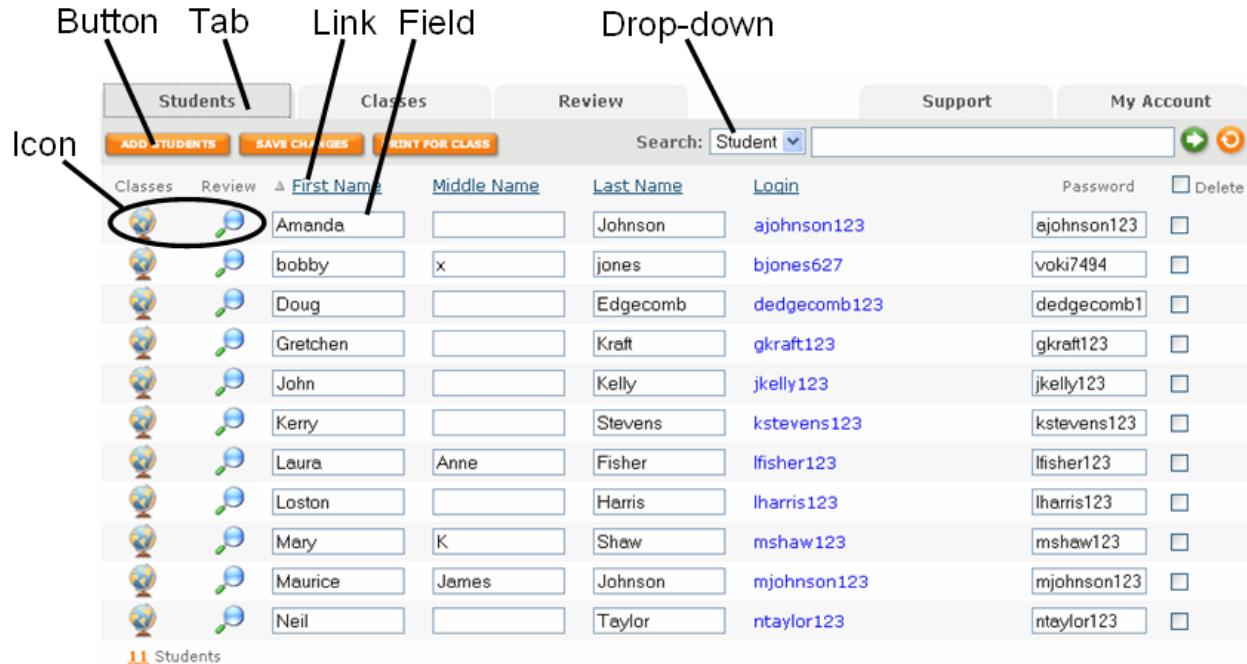 Button Tab Link Field Drop-down
Students Classes Review Support My Account
Icon
ADD STUDENTS SAVE CHANGES PRINT FOR CLASS Search: Student
Classes Review First Name Middle Name Last Name Login Password Delete
Amanda Johnson ajohnson123 ajohnson123
bobby x jones bjones627 voki7494
Doug Edgecomb dedgecomb123 dedgecomb1
Gretchen Kraft gkraft123 gkraft123
John Kelly jkelly123 jkelly123
Kerry Stevens kstevens123 kstevens123
Laura Anne Fisher lfisher123 lfisher123
Loston Harris lharris123 lharris123
Mary K Shaw mshaw123 mshaw123
Maurice James Johnson mjohnson123 mjohnson123
Neil Taylor ntaylor123 ntaylor123
11 Students